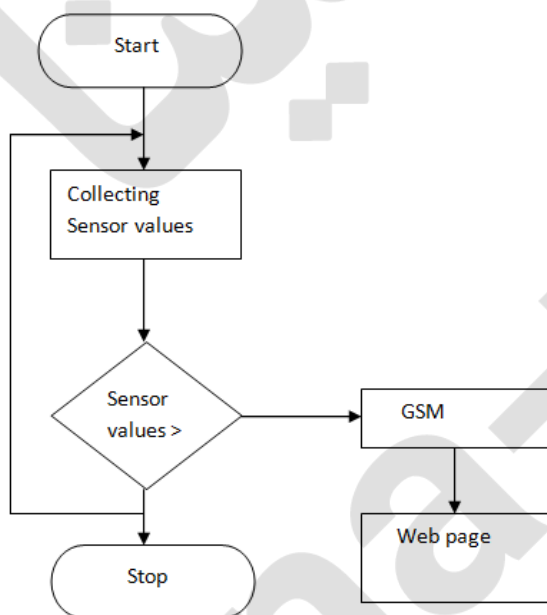 Start
Collecting
Sensor values
Sensor
values >
GSM
Web page
Stop